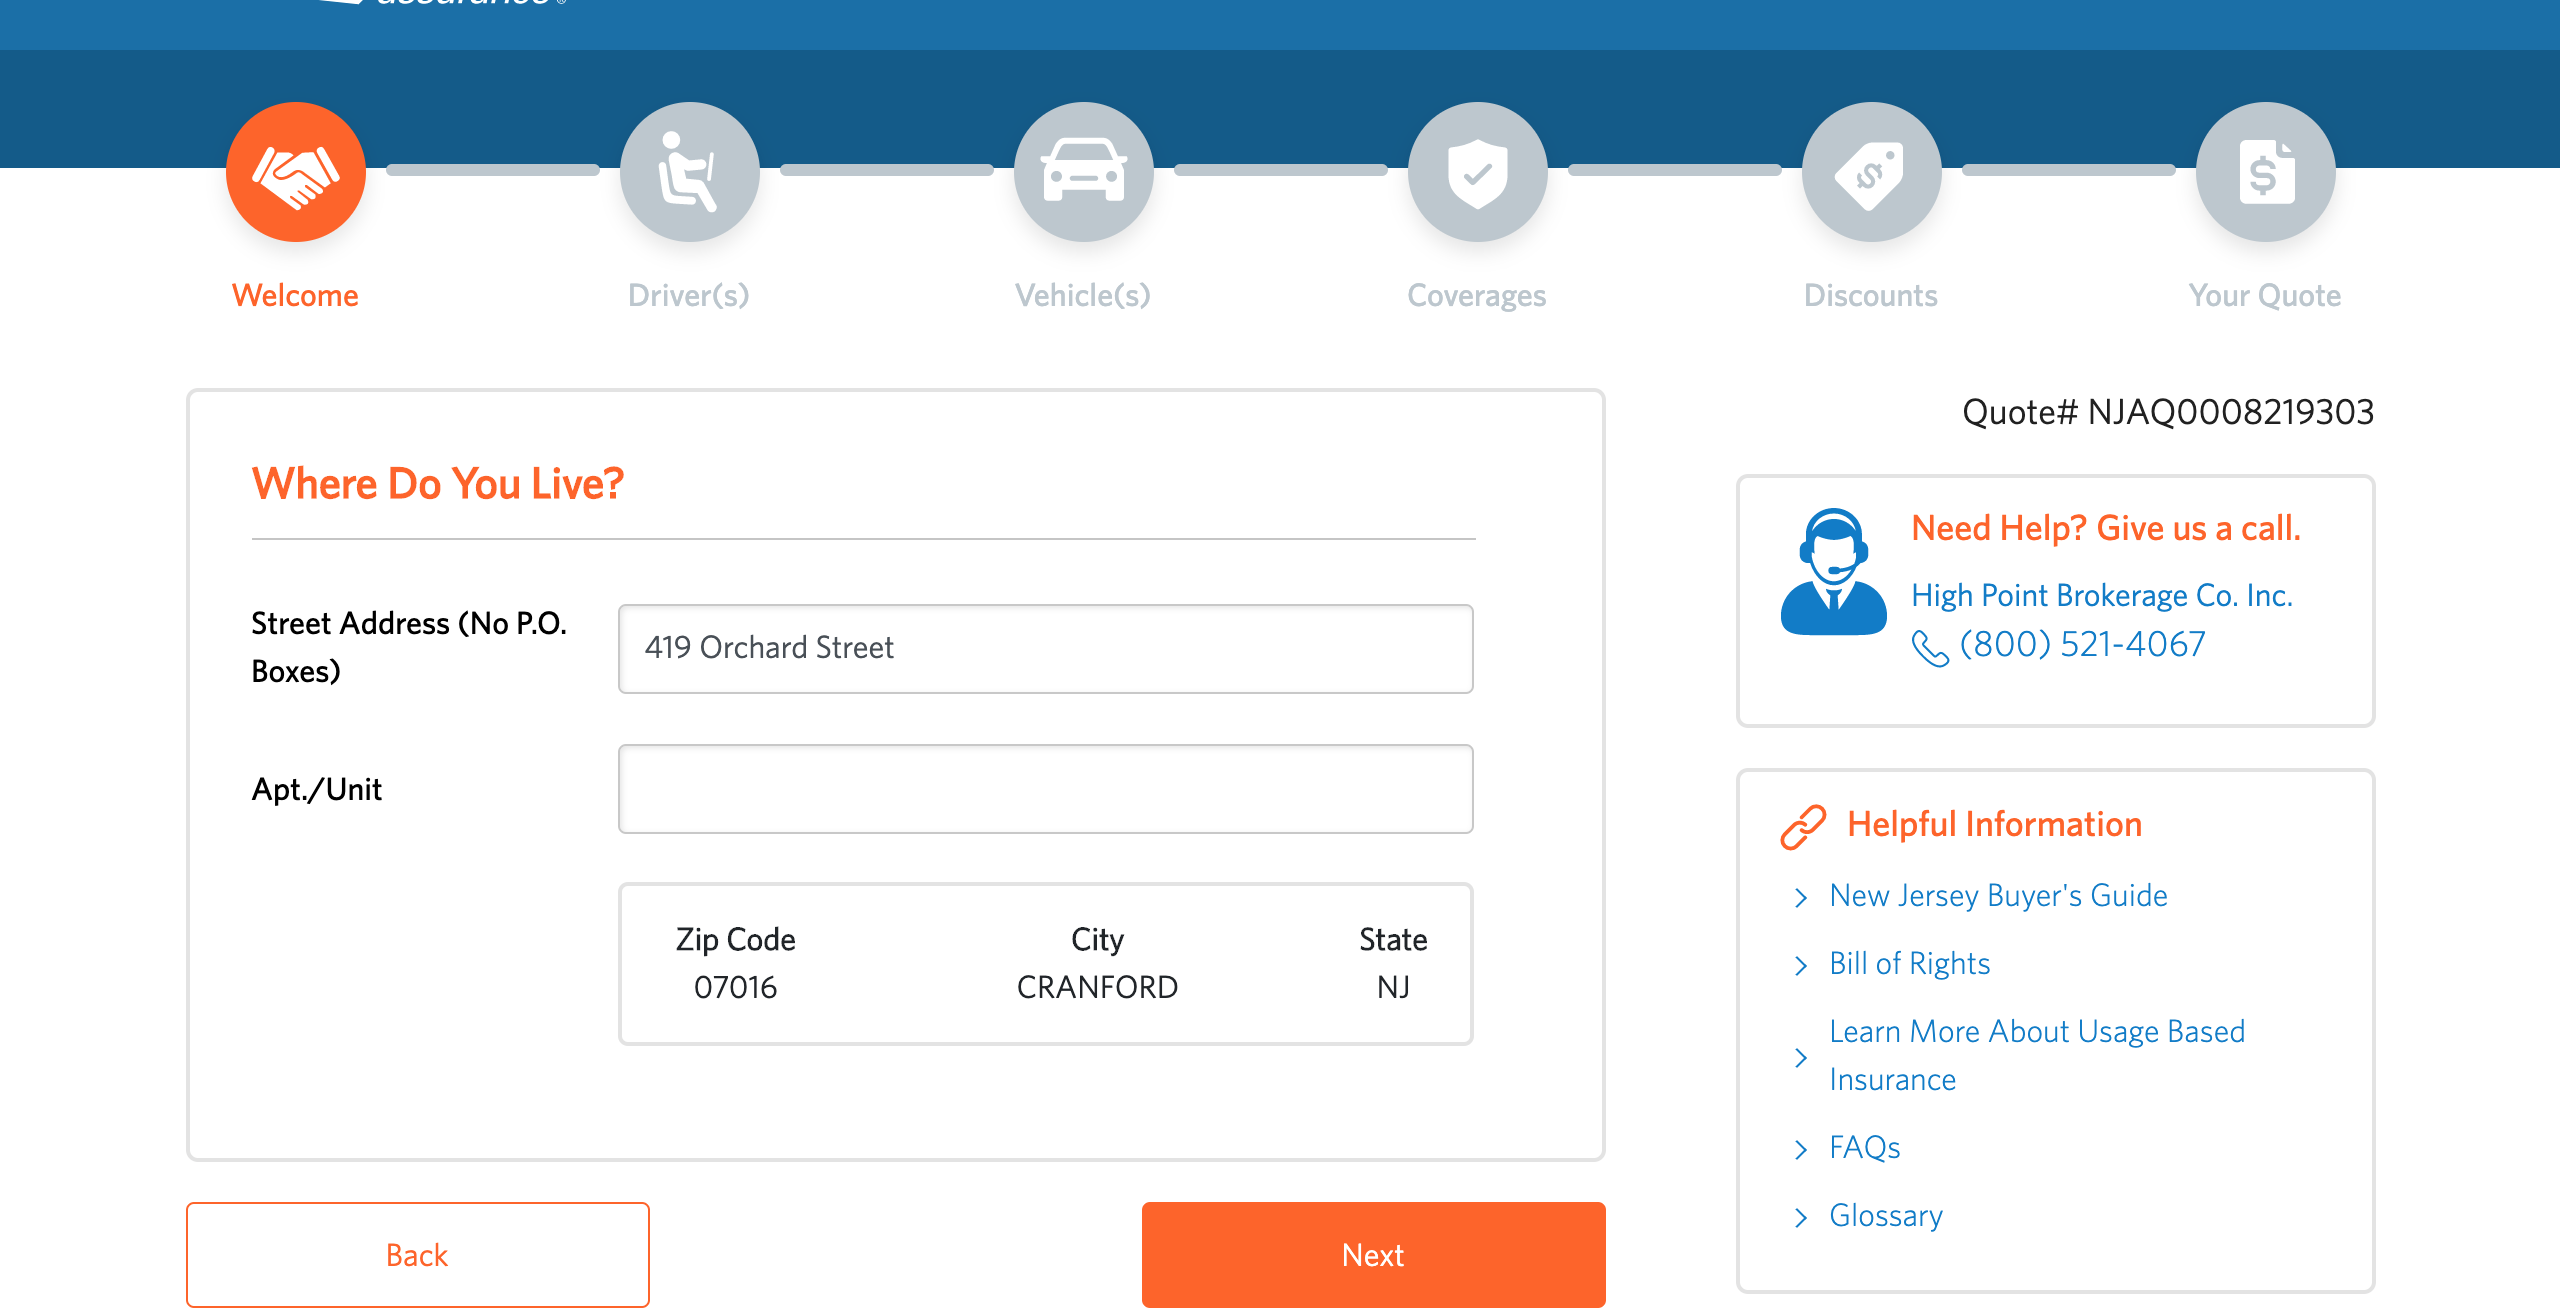 assurance®
Welcome
Driver(s)
Vehicle(s)
Coverages
Discounts
Your Quote
Where Do You Live?
Street Address (No P.O.
Boxes)
419 Orchard Street
Apt./Unit
Zip Code
07016
City
CRANFORD
State
NJ
Back
Next
Quote# NJAQ0008219303
Need Help? Give us a call.
High Point Brokerage Co. Inc.
(800) 521-4067
Helpful Information
New Jersey Buyer's Guide
Bill of Rights
Learn More About Usage Based
Insurance
FAQs
Glossary